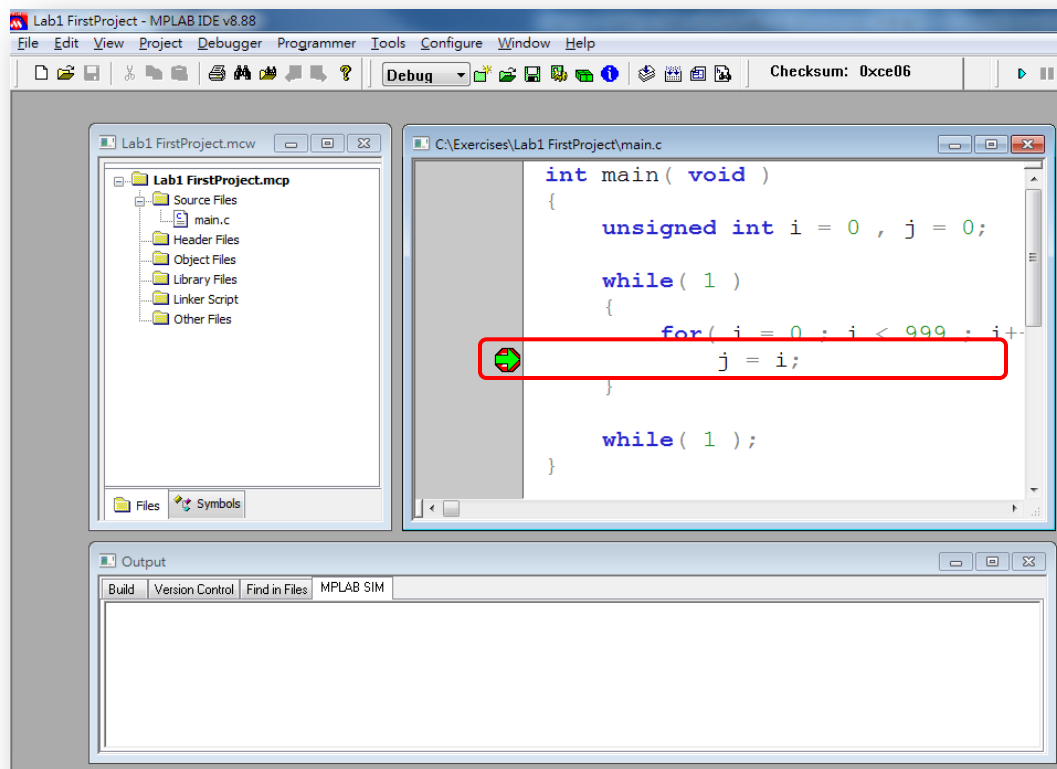 Lab1 FirstProject - MPLAB IDE v8.88
File Edit View Project Debugger Programmer Tools Configure Window Help
Debug
Checksum: 0xce06
Lab1 FirstProject.mcw
Lab1 FirstProject.mcp
Source Files
main.c
Header Files
Object Files
Library Files
Linker Script
Other Files
Files Symbols
C:\Exercises\Lab1 FirstProject\main.c
int main( void )
{
unsigned int i = 0 , j = 0;
while( 1 )
{
for( i = 0 ; i < 999 ; i+
j = i;
}
while( 1 );
}
Output
Build Version Control Find in Files MPLAB SIM